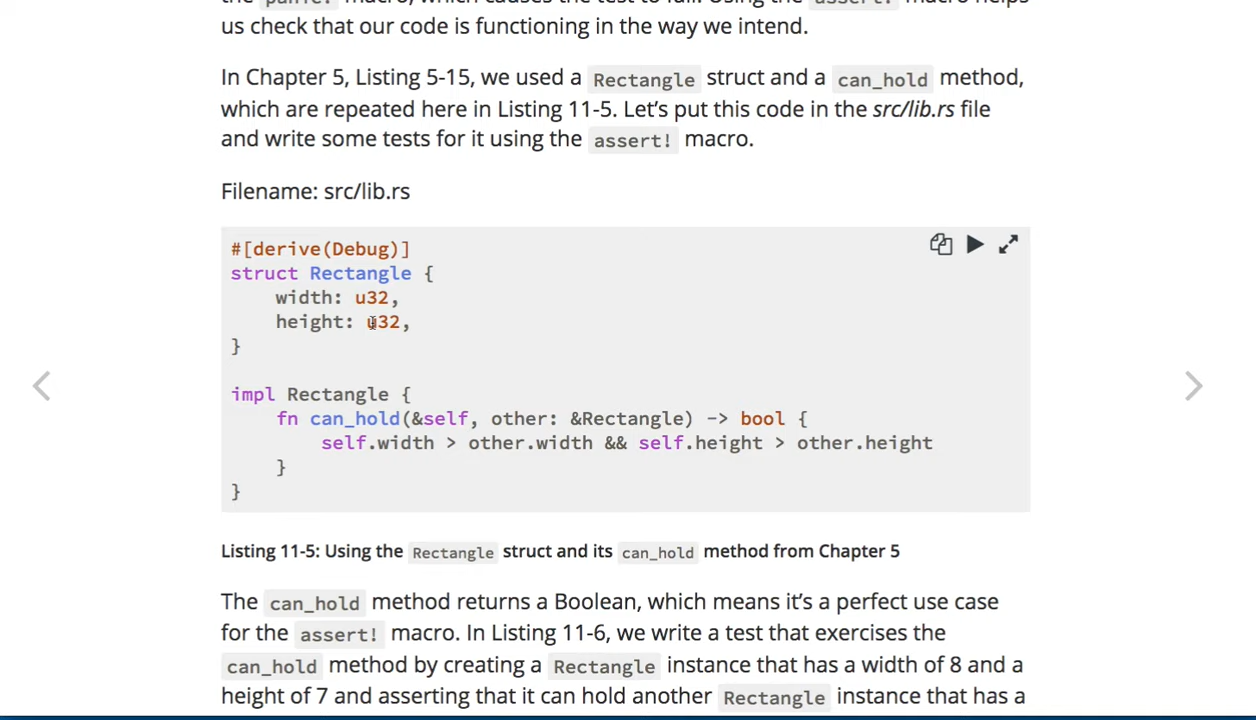 the panic! macro, which causes the test to fail. Using the assert! macro helps
us check that our code is functioning in the way we intend.
In Chapter 5, Listing 5-15, we used a Rectangle struct and a can_hold method,
which are repeated here in Listing 11-5. Let’s put this code in the src/lib.rs file
and write some tests for it using the assert! macro.
Filename: src/lib.rs
#[derive(Debug)]
struct Rectangle {
    width: u32,
    height: u32,
}
impl Rectangle {
    fn can_hold(&self, other: &Rectangle) -> bool {
        self.width > other.width && self.height > other.height
    }
}
Listing 11-5: Using the Rectangle struct and its can_hold method from Chapter 5
The can_hold method returns a Boolean, which means it’s a perfect use case
for the assert! macro. In Listing 11-6, we write a test that exercises the
can_hold method by creating a Rectangle instance that has a width of 8 and a
height of 7 and asserting that it can hold another Rectangle instance that has a